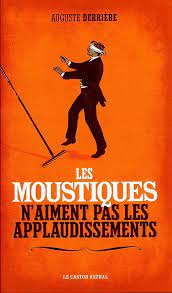 AUGUSTE DERRIÈRE
LES
MOUSTIQUES
N'AIMENT PAS LES
APPLAUDISSEMENTS
LE CASTOR ASTRAL